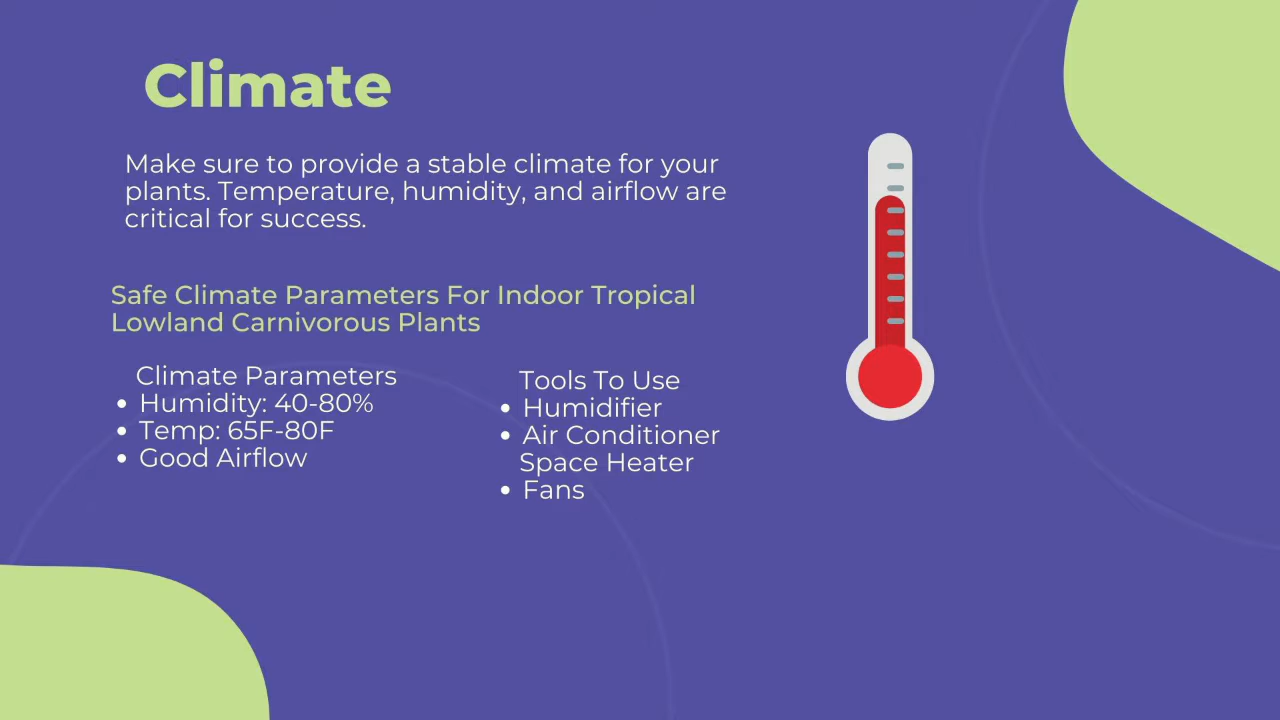 Climate
Make sure to provide a stable climate for your
plants. Temperature, humidity, and airflow are
critical for success.
Safe Climate Parameters For Indoor Tropical
Lowland Carnivorous Plants
Climate Parameters
• Humidity: 40-80%
• Temp: 65F-80F
• Good Airflow
Tools To Use
• Humidifier
• Air Conditioner
Space Heater
• Fans